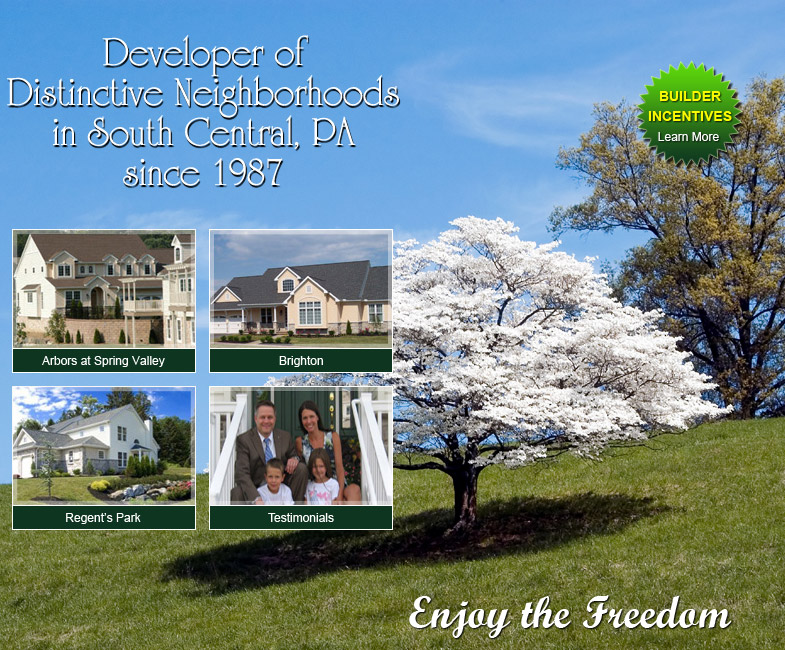 Developer of
Distinctive Neighborhoods
in South Central, PA
since 1987
BUILDER
INCENTIVES
Learn More
Arbors at Spring Valley
Brighton
Regent's Park
Testimonials
Enjoy the Freedom